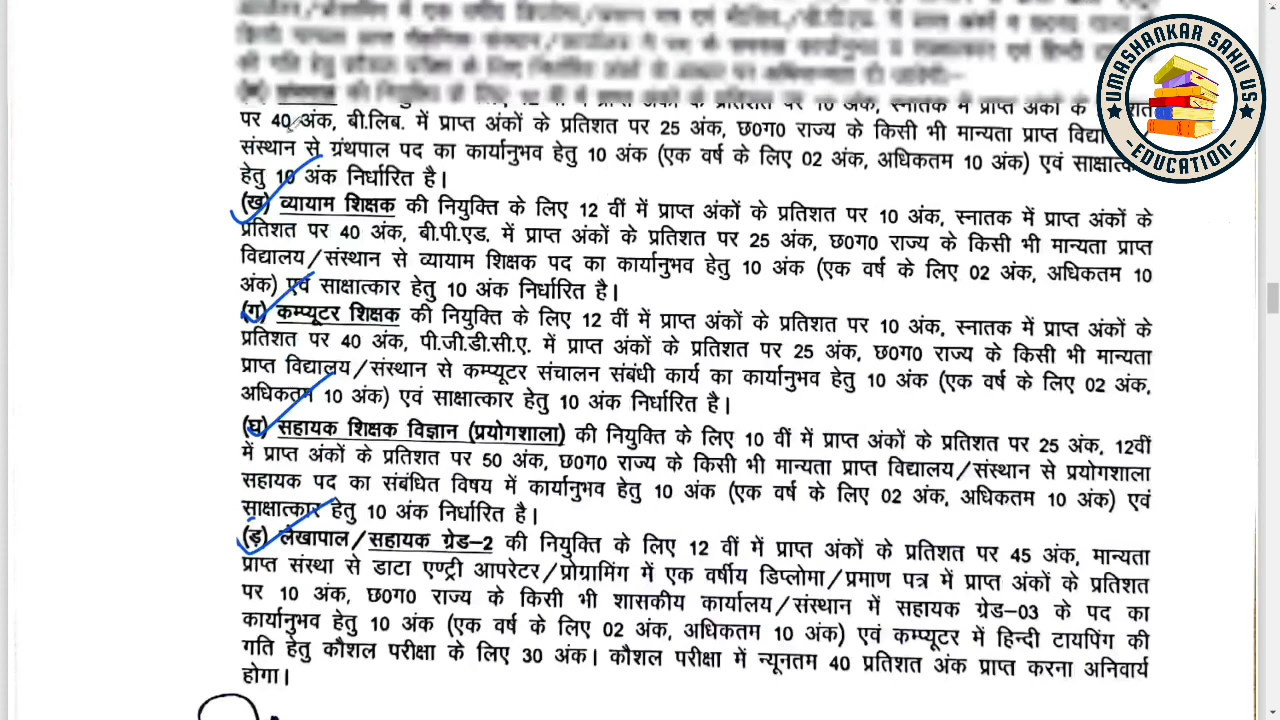 पर 40 अंक, बी.लिब. में प्राप्त अंकों के प्रतिशत पर 25 अंक, छ0ग0 राज्य के किसी भी मान्यता प्राप्त
संस्थान से ग्रंथपाल पद का कार्यानुभव हेतु 10 अंक (एक वर्ष के लिए 02 अंक, अधिकतम 10 अंक) एवं
हेतु 10 अंक निर्धारित है।
(ख) व्यायाम शिक्षक की नियुक्ति के लिए 12 वीं में प्राप्त अंकों के प्रतिशत पर 10 अंक, स्नातक में प्राप्त अंकों के
प्रतिशत पर 40 अंक, बी.पी.एड. में प्राप्त अंकों के प्रतिशत पर 25 अंक, छ0ग0 राज्य के किसी भी मान्यता प्राप्त
विद्यालय/संस्थान से व्यायाम शिक्षक पद का कार्यानुभव हेतु 10 अंक (एक वर्ष के लिए 02 अंक, अधिकतम 10
अंक) एवं साक्षात्कार हेतु 10 अंक निर्धारित है।
(ग) कम्प्यूटर शिक्षक की नियुक्ति के लिए 12 वीं में प्राप्त अंकों के प्रतिशत पर 10 अंक, स्नातक में प्राप्त अंकों के
प्रतिशत पर 40 अंक, पी.जी.डी.सी.ए. में प्राप्त अंकों के प्रतिशत पर 25 अंक, छ0ग0 राज्य के किसी भी मान्यता
प्राप्त विद्यालय/संस्थान से कम्प्यूटर संचालन संबंधी कार्य का कार्यानुभव हेतु 10 अंक (एक वर्ष के लिए 02 अंक,
अधिकतम 10 अंक) एवं साक्षात्कार हेतु 10 अंक निर्धारित है।
(घ) सहायक शिक्षक विज्ञान (प्रयोगशाला) की नियुक्ति के लिए 10 वीं में प्राप्त अंकों के प्रतिशत पर 25 अंक, 12वीं
में प्राप्त अंकों के प्रतिशत पर 50 अंक, छ0ग0 राज्य के किसी भी मान्यता प्राप्त विद्यालय/संस्थान से प्रयोगशाला
सहायक पद का संबंधित विषय में कार्यानुभव हेतु 10 अंक (एक वर्ष के लिए 02 अंक, अधिकतम 10 अंक) एवं
साक्षात्कार हेतु 10 अंक निर्धारित है।
(ड़) लेखापाल/सहायक ग्रेड-2 की नियुक्ति के लिए 12 वीं में प्राप्त अंकों के प्रतिशत पर 45 अंक, मान्यता
प्राप्त संस्था से डाटा एण्ट्री आपरेटर/प्रोग्रामिंग में एक वर्षीय डिप्लोमा/प्रमाण पत्र में प्राप्त अंकों के प्रतिशत
पर 10 अंक, छ0ग0 राज्य के किसी भी शासकीय कार्यालय/संस्थान में सहायक ग्रेड-03 के पद का
कार्यानुभव हेतु 10 अंक (एक वर्ष के लिए 02 अंक, अधिकतम 10 अंक) एवं कम्प्यूटर में हिन्दी टायपिंग की
गति हेतु कौशल परीक्षा के लिए 30 अंक। कौशल परीक्षा में न्यूनतम 40 प्रतिशत अंक प्राप्त करना अनिवार्य
होगा।
UMASHANKAR SAHU US
-EDUCATION-